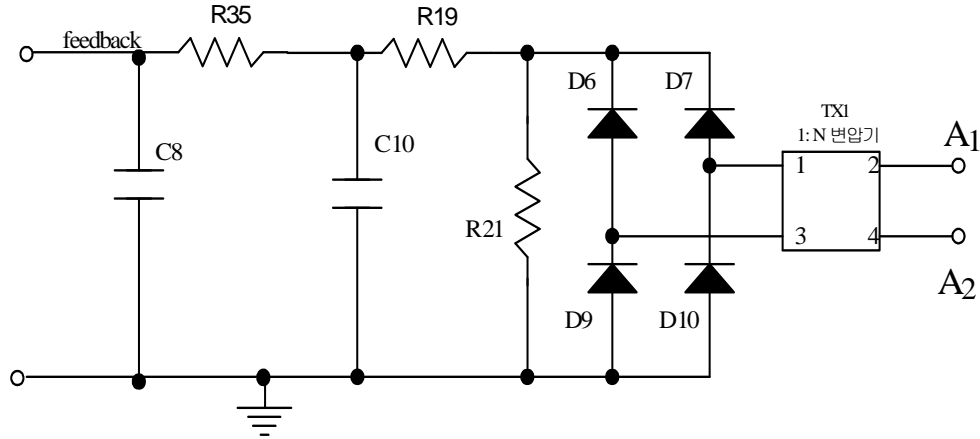 R35
R19
feedback
D6
D7
TX1
1: N 변압기
A1
C8
C10
1
2
R21
3
4
A2
D9
D10